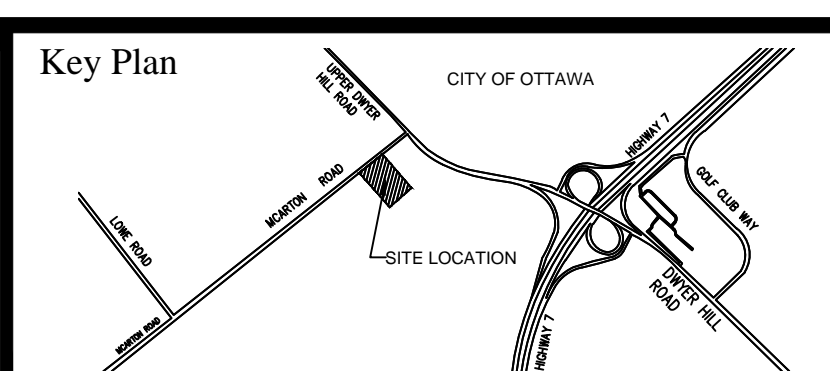 Key Plan
UPPER DWYER
HILL ROAD
CITY OF OTTAWA
HIGHWAY 7
GOLF CLUB WAY
MCARTON ROAD
LOWE ROAD
SITE LOCATION
DWYER HILL
ROAD
MCARTON ROAD
HIGHWAY 7